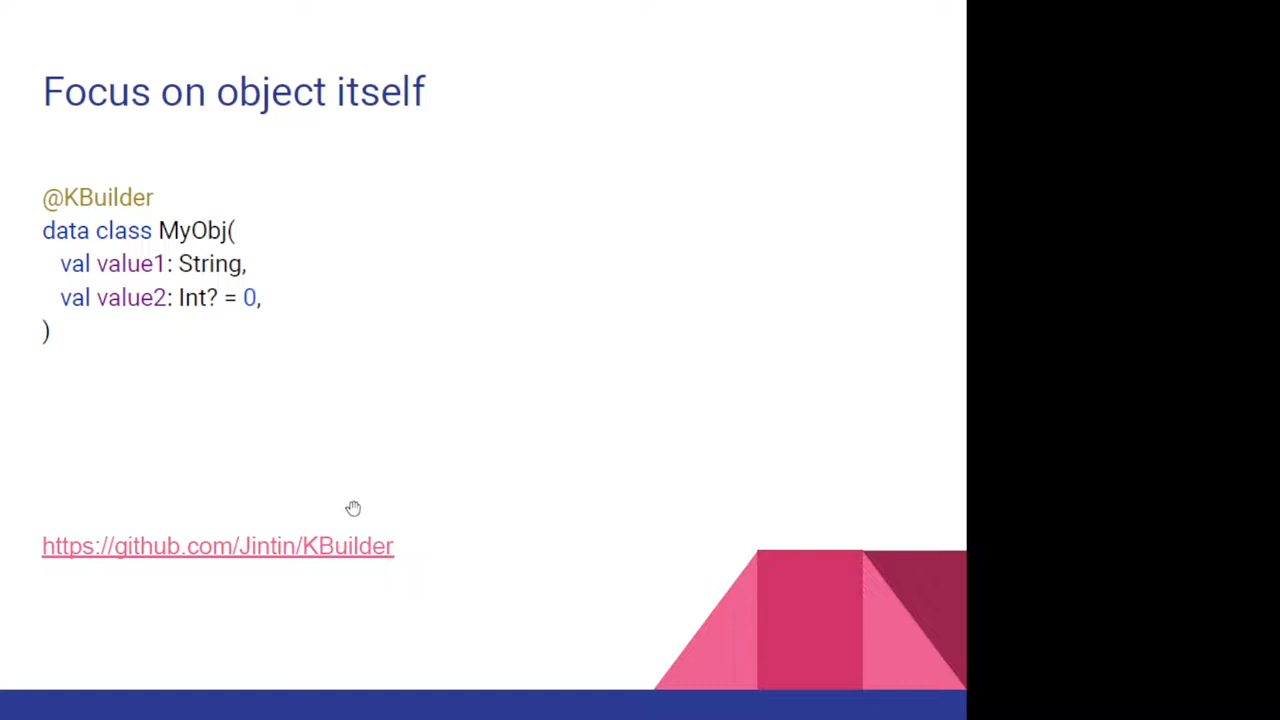 Focus on object itself
@KBuilder
data class MyObj(
val value1: String,
val value2: Int? = 0,
)
https://github.com/Jintin/KBuilder